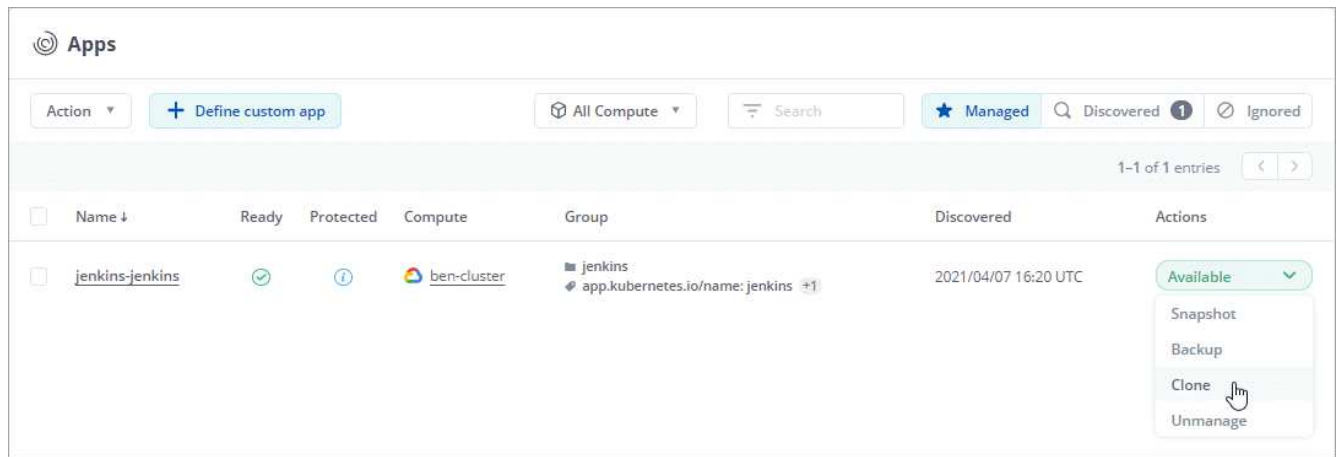 Apps
Action
+ Define custom app
All Compute
Search
Managed
Discovered 1
Ignored
1–1 of 1 entries
Name ↓ Ready Protected Compute Group Discovered Actions
jenkins-jenkins ben-cluster jenkins 2021/04/07 16:20 UTC Available
app.kubernetes.io/name: jenkins +1
Snapshot
Backup
Clone
Unmanage